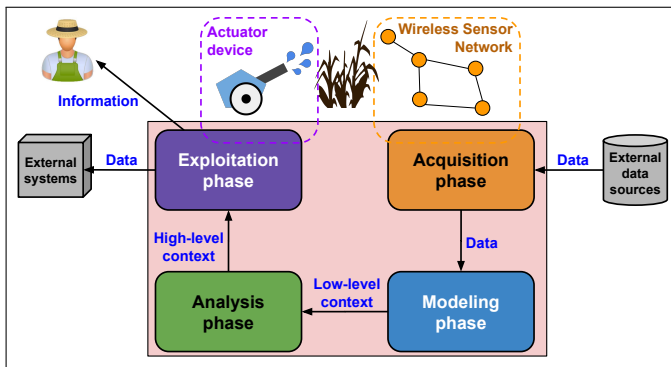 Actuator
device
Wireless Sensor
Network
Information
External
systems
Data
Exploitation
phase
Acquisition
phase
Data
External
data
sources
High-level
context
Data
Analysis
phase
Low-level
context
Modeling
phase